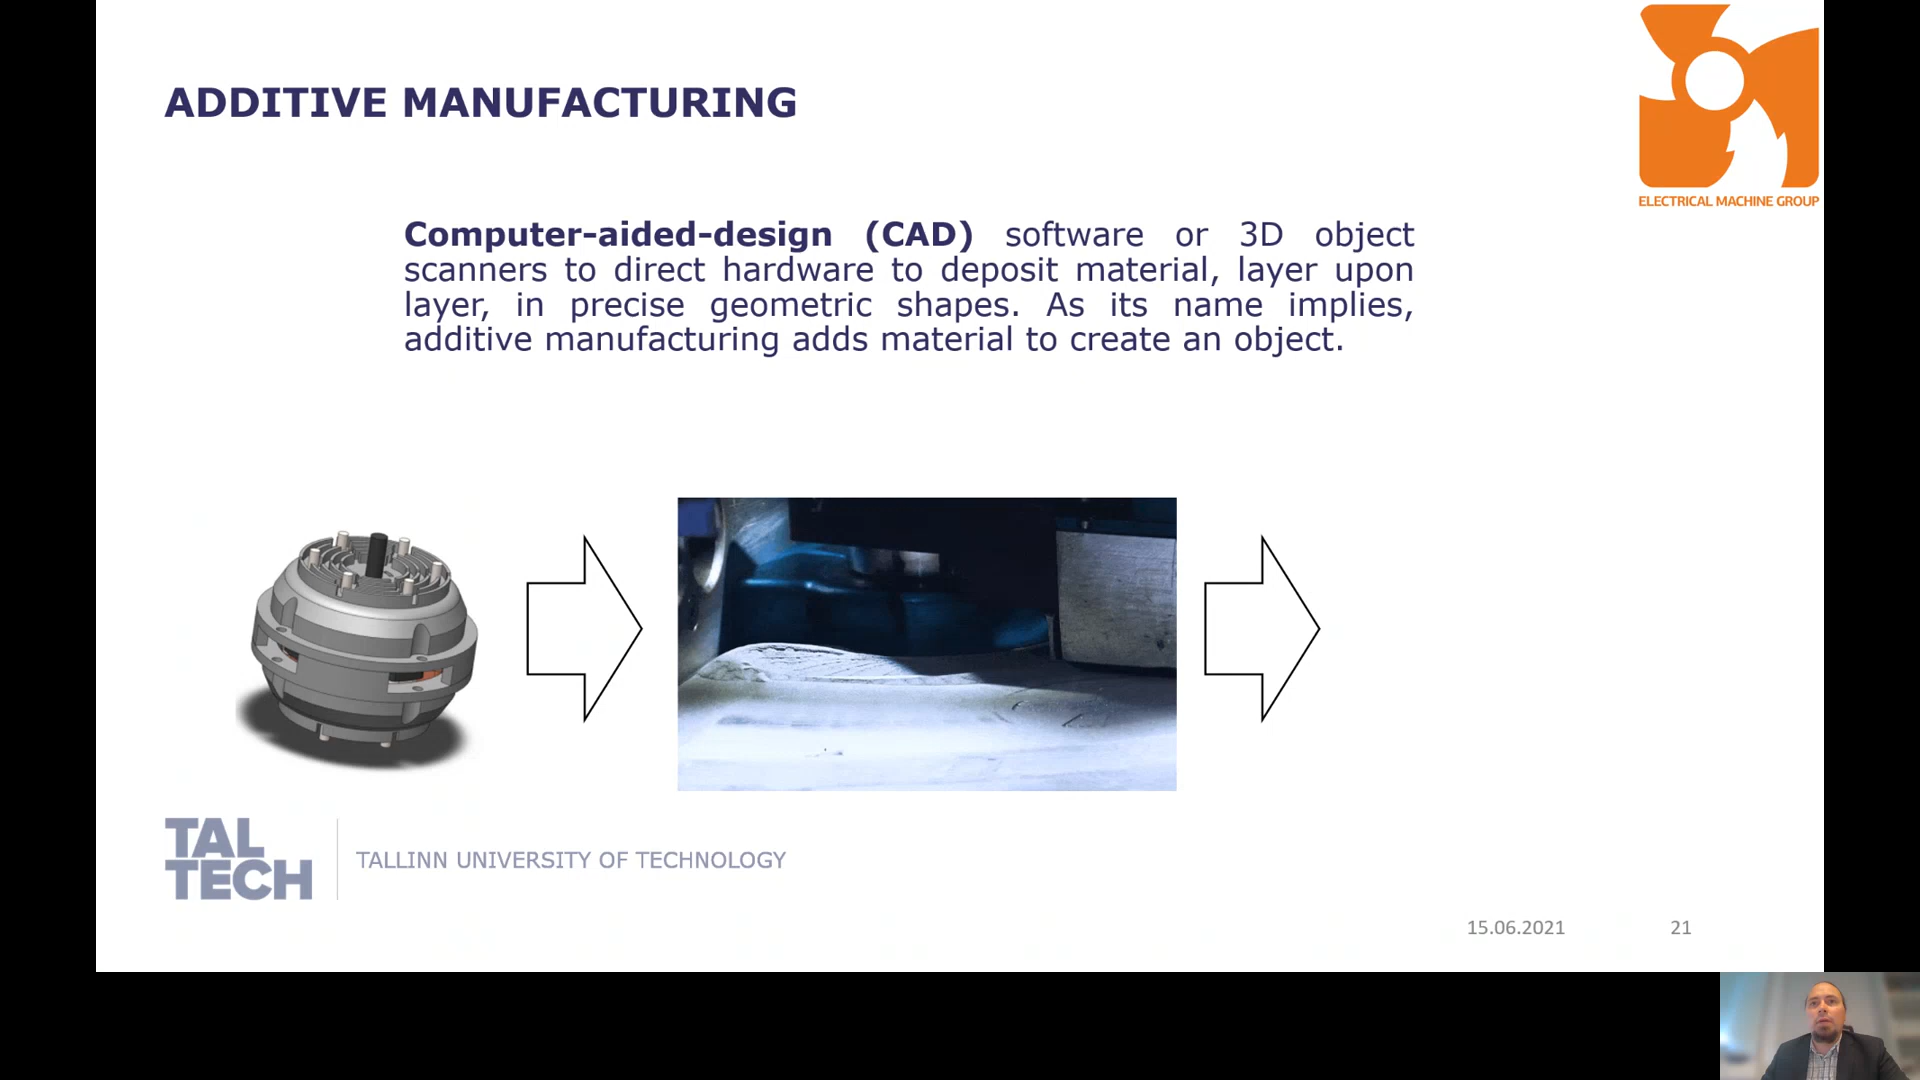 ADDITIVE MANUFACTURING
ELECTRICAL MACHINE GROUP
Computer-aided-design (CAD) software or 3D object
scanners to direct hardware to deposit material, layer upon
layer, in precise geometric shapes. As its name implies,
additive manufacturing adds material to create an object.
TAL
TECH
TALLINN UNIVERSITY OF TECHNOLOGY
15.06.2021
21